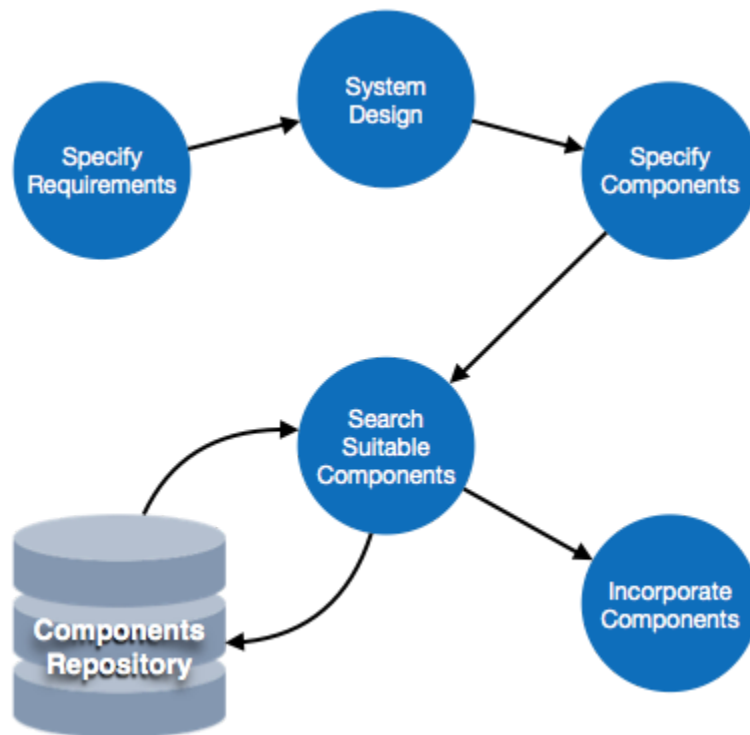 System
Design
Specify
Requirements
Specify
Components
Search
Suitable
Components
Components
Repository
Incorporate
Components